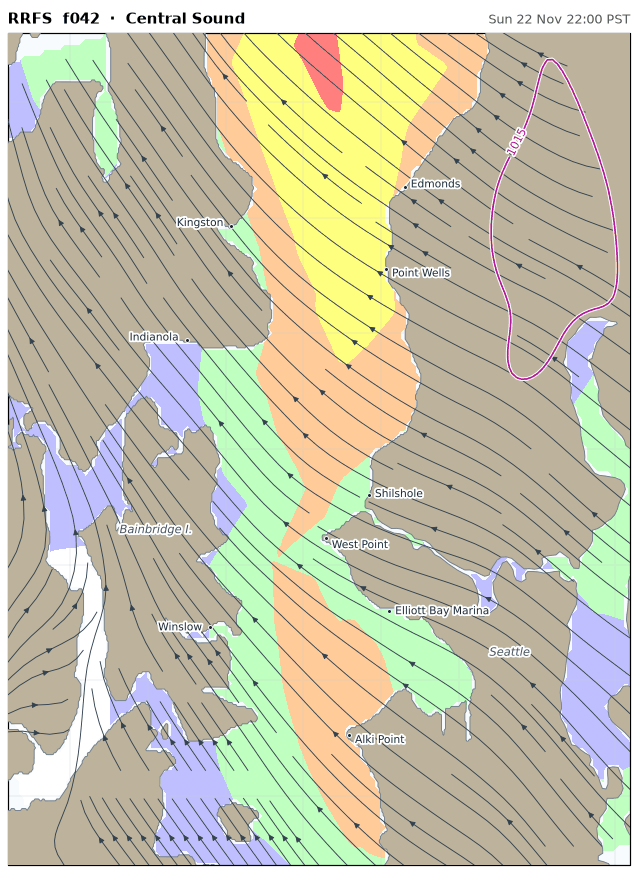 RRFS f042 · Central Sound
Sun 22 Nov 22:00 PST
1015
Edmonds
Kingston
Point Wells
Indianola
Shilshole
Bainbridge I.
West Point
Elliott Bay Marina
Winslow
Seattle
Alki Point